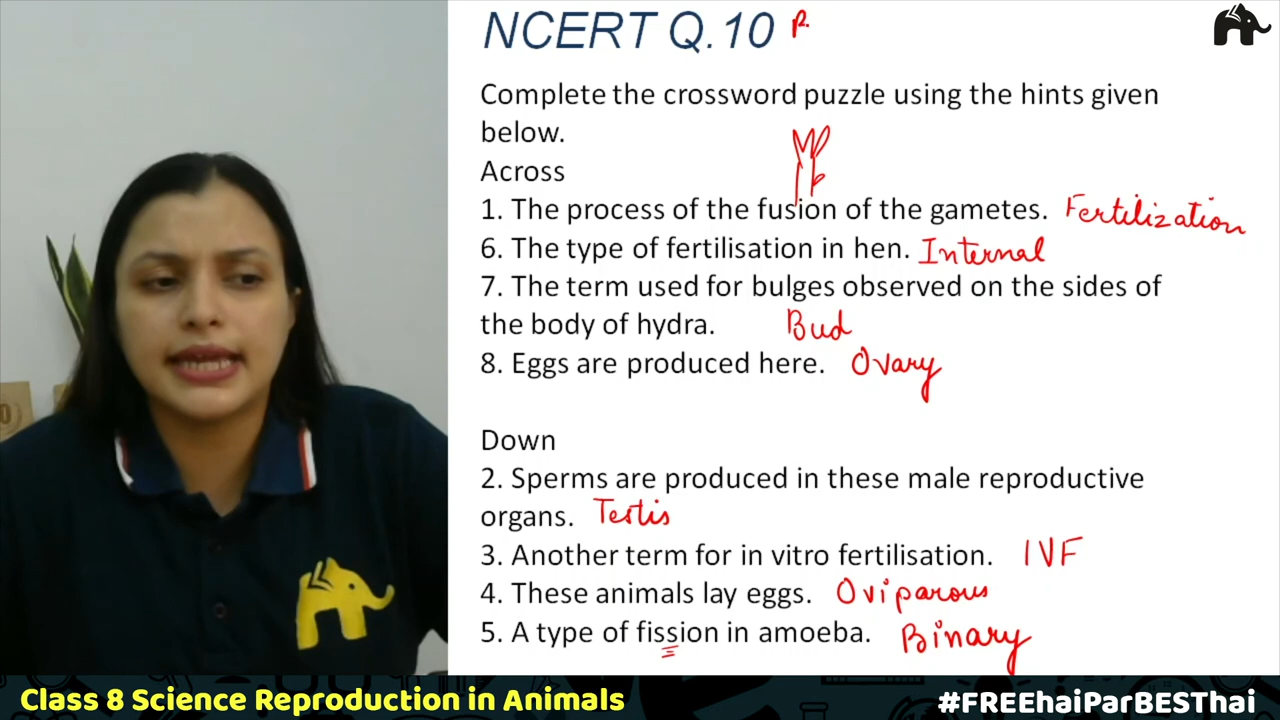 NCERT Q.10
Complete the crossword puzzle using the hints given
below.
Across
1. The process of the fusion of the gametes. Fertilization
6. The type of fertilisation in hen. Internal
7. The term used for bulges observed on the sides of
the body of hydra. Bud
8. Eggs are produced here. Ovary
Down
2. Sperms are produced in these male reproductive
organs. Testis
3. Another term for in vitro fertilisation. IVF
4. These animals lay eggs. Oviparous
5. A type of fission in amoeba. Binary
Class 8 Science Reproduction in Animals
#FREEhaiParBESThai